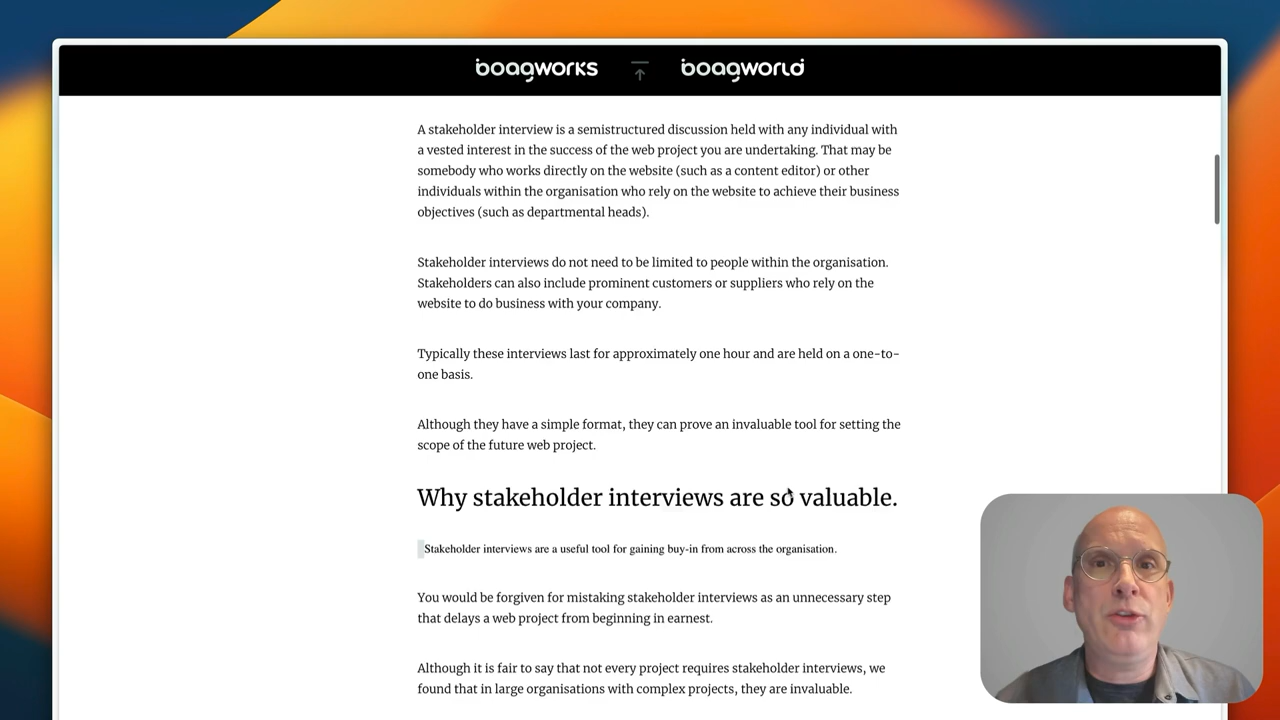 boagworks boagworld
A stakeholder interview is a semistructured discussion held with any individual with
a vested interest in the success of the web project you are undertaking. That may be
somebody who works directly on the website (such as a content editor) or other
individuals within the organisation who rely on the website to achieve their business
objectives (such as departmental heads).
Stakeholder interviews do not need to be limited to people within the organisation.
Stakeholders can also include prominent customers or suppliers who rely on the
website to do business with your company.
Typically these interviews last for approximately one hour and are held on a one-to-
one basis.
Although they have a simple format, they can prove an invaluable tool for setting the
scope of the future web project.
Why stakeholder interviews are so valuable.
Stakeholder interviews are a useful tool for gaining buy-in from across the organisation.
You would be forgiven for mistaking stakeholder interviews as an unnecessary step
that delays a web project from beginning in earnest.
Although it is fair to say that not every project requires stakeholder interviews, we
found that in large organisations with complex projects, they are invaluable.